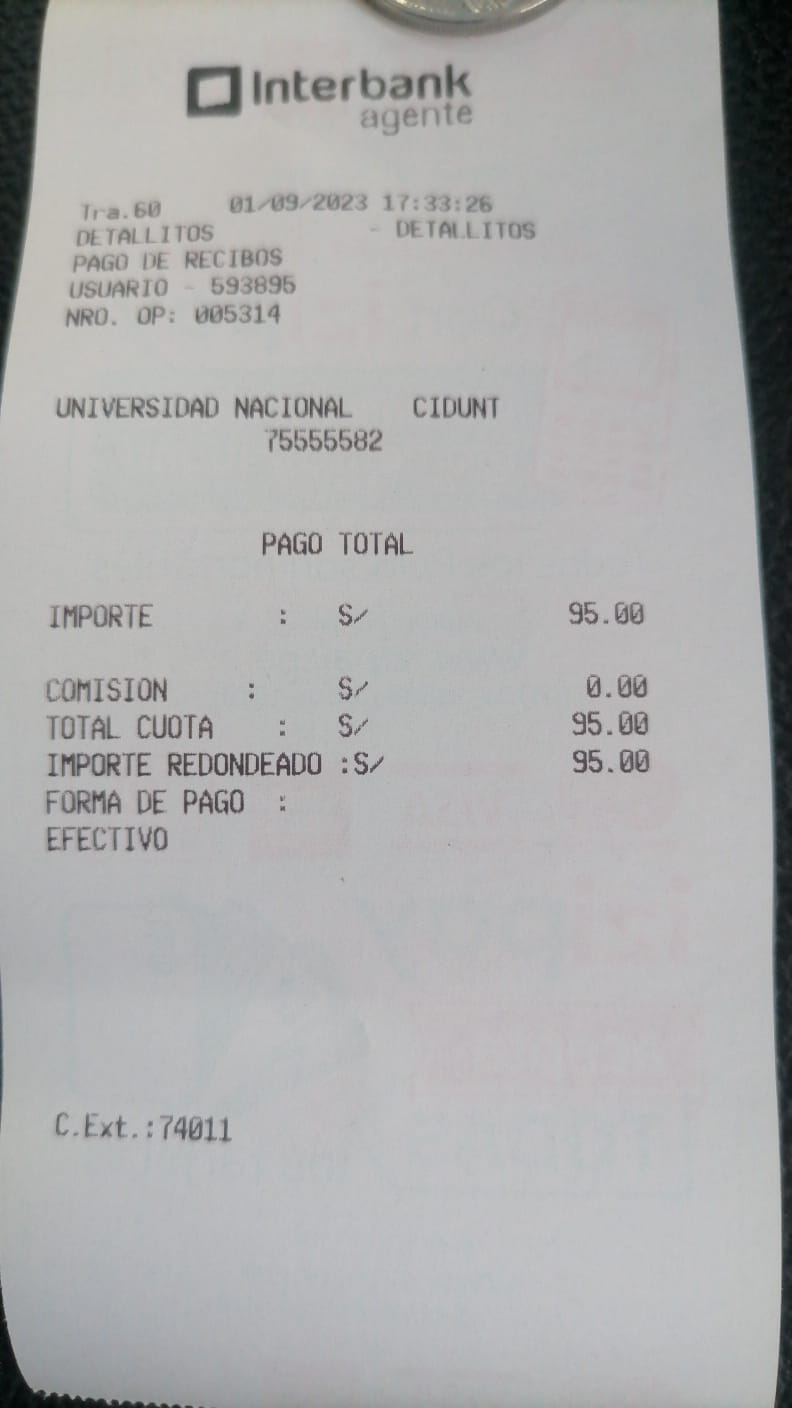 Interbank
agente
Tra.60 01/09/2023 17:33:26
DETALLITOS - DETALLITOS
PAGO DE RECIBOS
USUARIO - 593895
NRO. OP: 005314
UNIVERSIDAD NACIONAL CIDUNT
75555582
PAGO TOTAL
IMPORTE : S/ 95.00
COMISION : S/ 0.00
TOTAL CUOTA : S/ 95.00
IMPORTE REDONDEADO :S/ 95.00
FORMA DE PAGO :
EFECTIVO
C.Ext.:74011